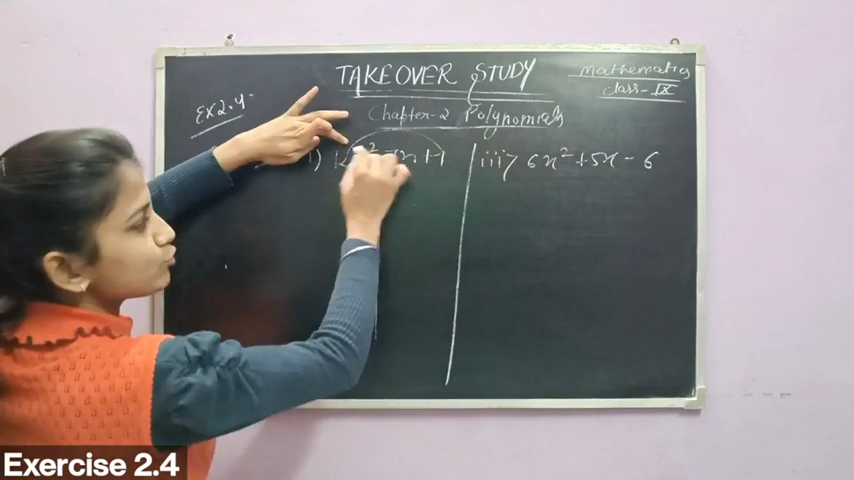 TAKEOVER STUDY
Mathematics
class-IX
EX 2.4
Chapter-2 Polynomials
iii) 6x² + 5x - 6
Exercise 2.4